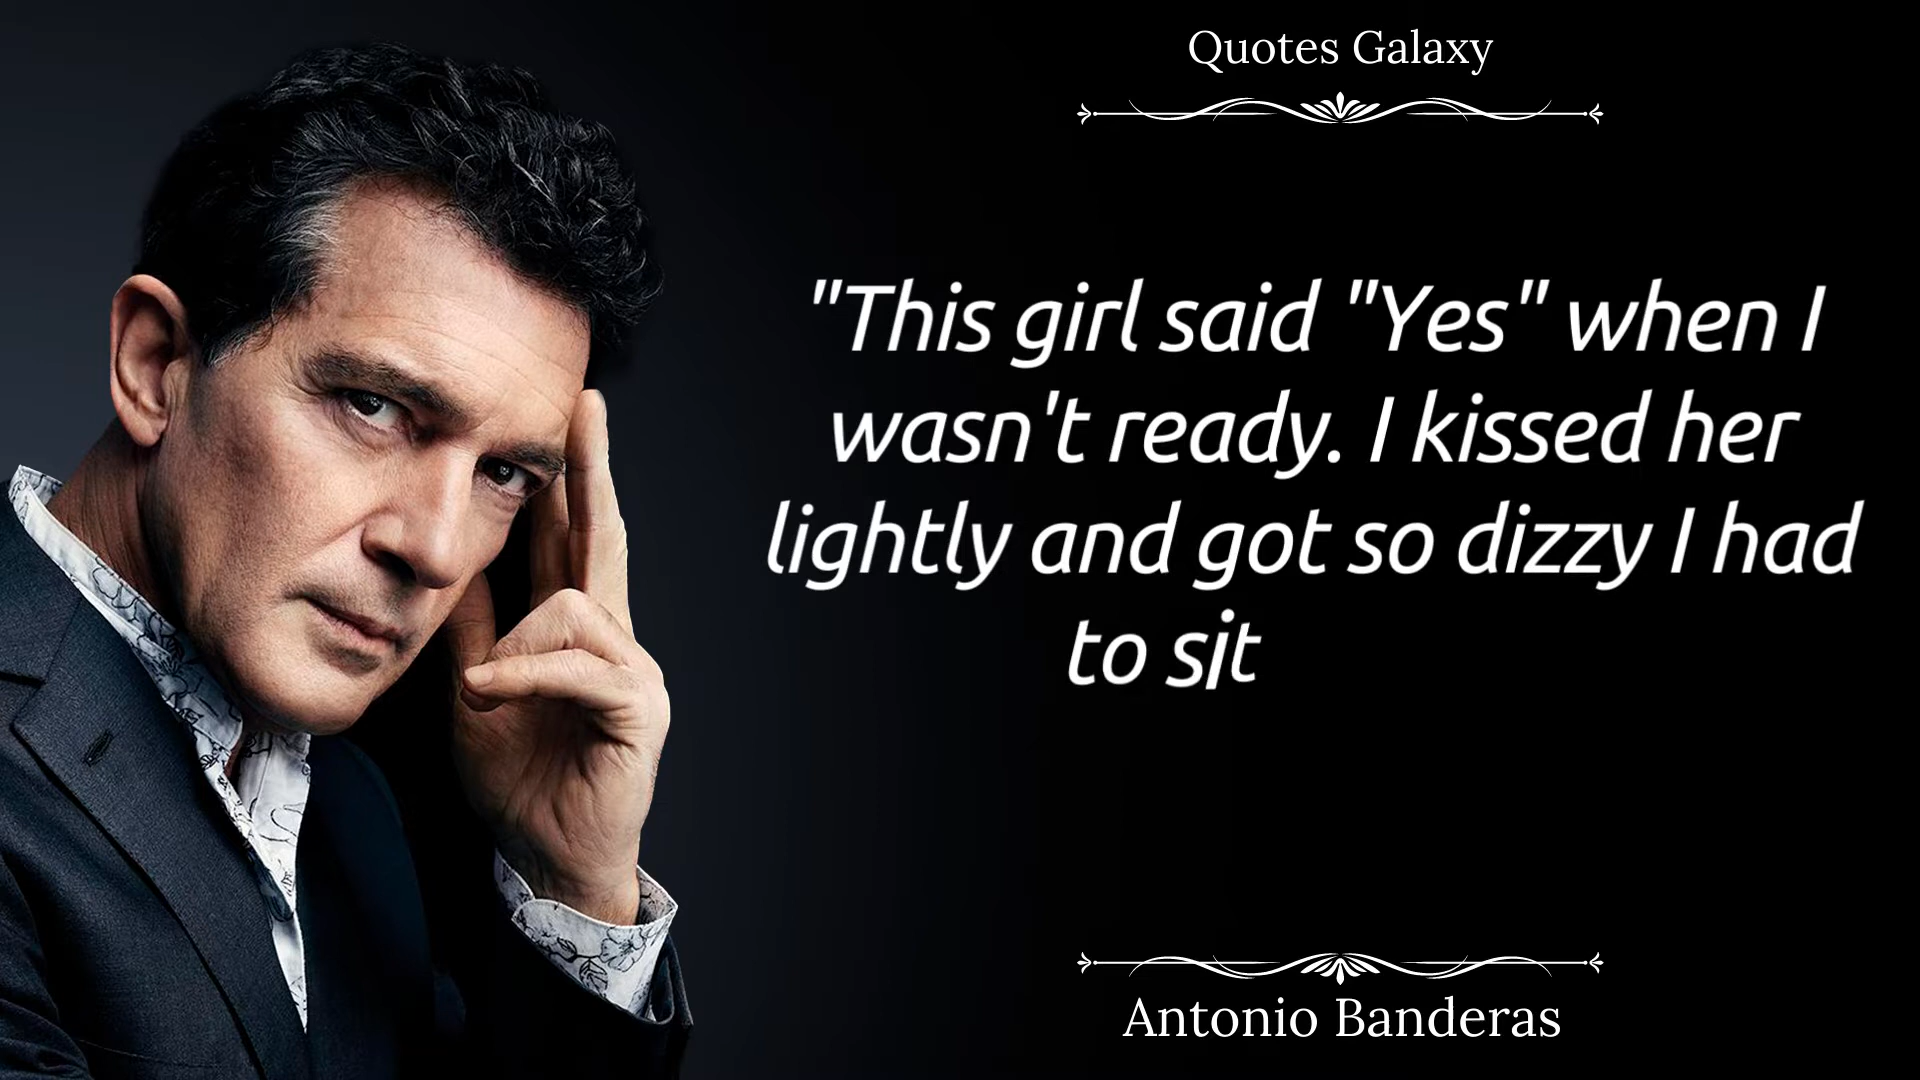 Quotes Galaxy
"This girl said "Yes" when I
wasn't ready. I kissed her
lightly and got so dizzy I had
to sit
Antonio Banderas